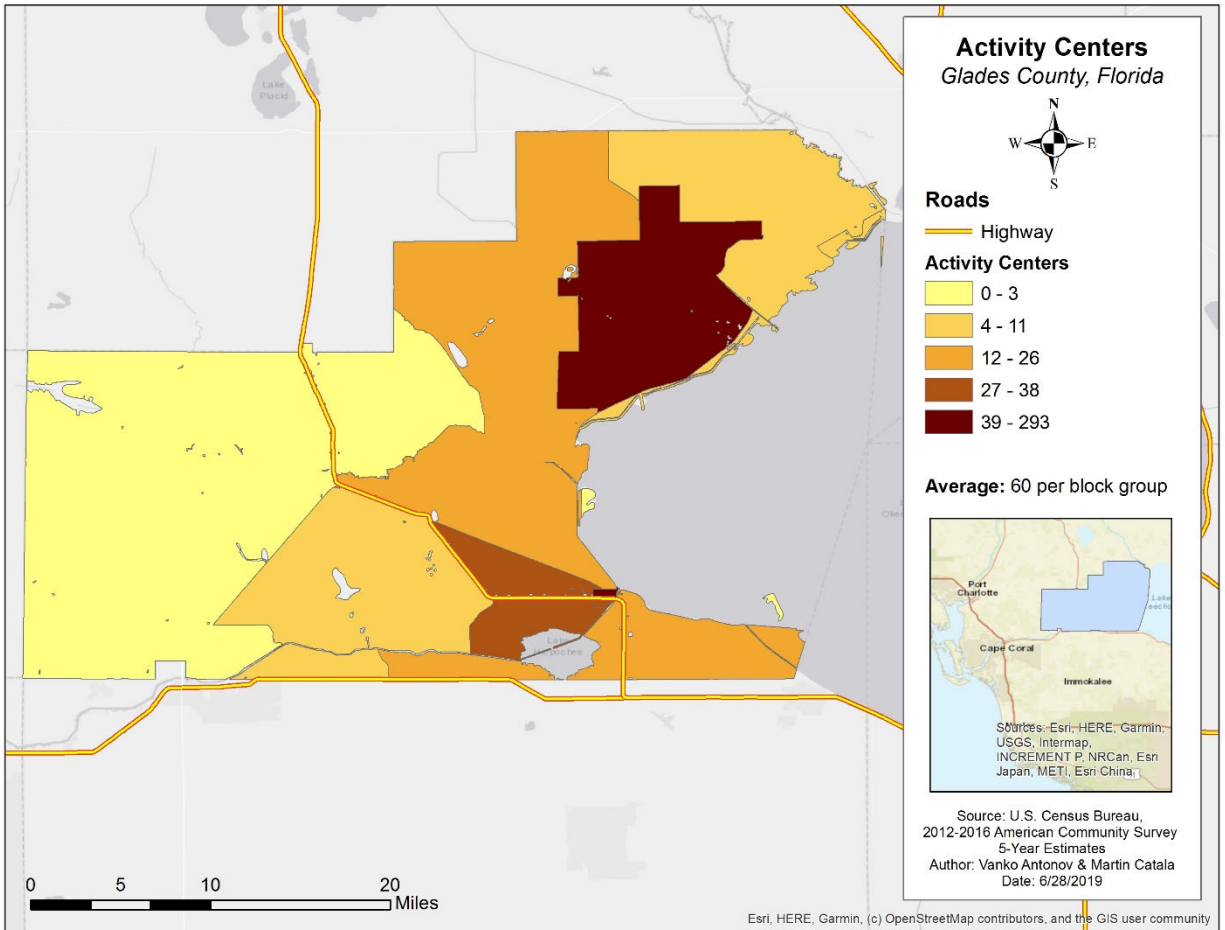 Activity Centers
Glades County, Florida
N
W
E
S
Roads
Highway
Activity Centers
0 - 3
4 - 11
12 - 26
27 - 38
39 - 293
Average: 60 per block group
Port
Charlotte
Cape Coral
Immokalee
Lake
Sources: Esri, HERE, Garmin,
USGS, Intermap,
INCREMENT P, NRCan, Esri
Japan, METI, Esri China
Source: U.S. Census Bureau,
2012-2016 American Community Survey
5-Year Estimates
Author: Vanko Antonov & Martin Catala
Date: 6/28/2019
Lake
Placid
Lake
0 5 10 20
Miles
Esri, HERE, Garmin, (c) OpenStreetMap contributors, and the GIS user community